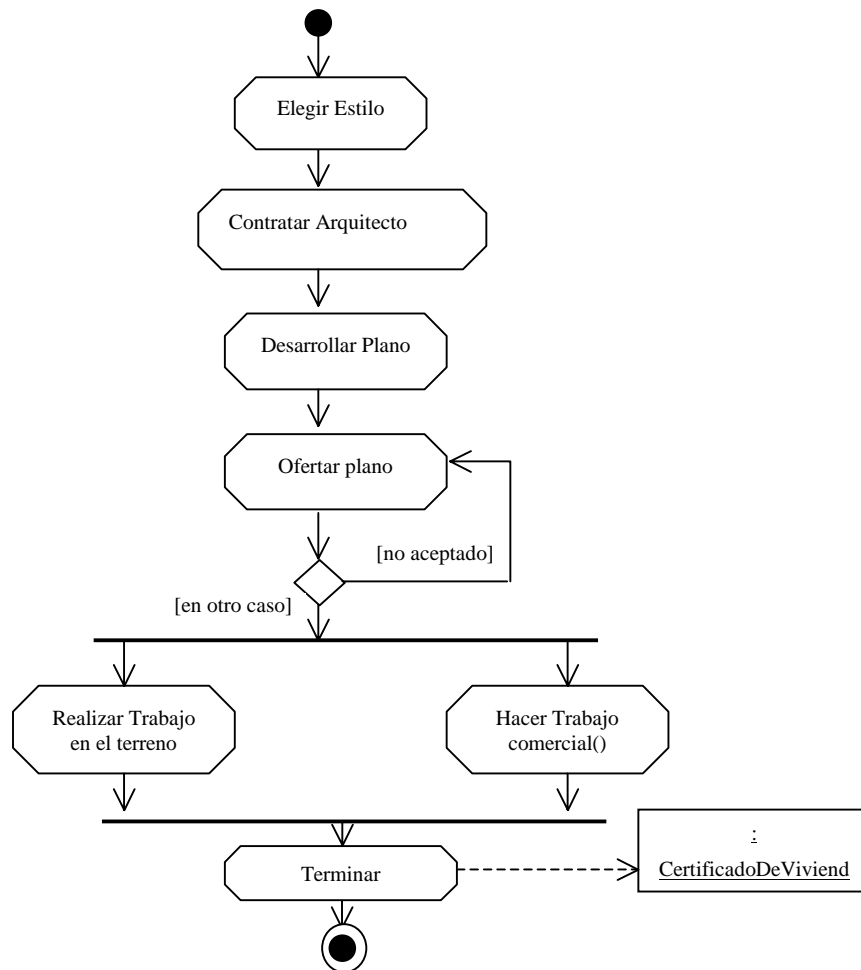 Elegir Estilo
Contratar Arquitecto
Desarrollar Plano
Ofertar plano
[no aceptado]
[en otro caso]
Realizar Trabajo
en el terreno
Hacer Trabajo
comercial()
:
CertificadoDeViviend
Terminar